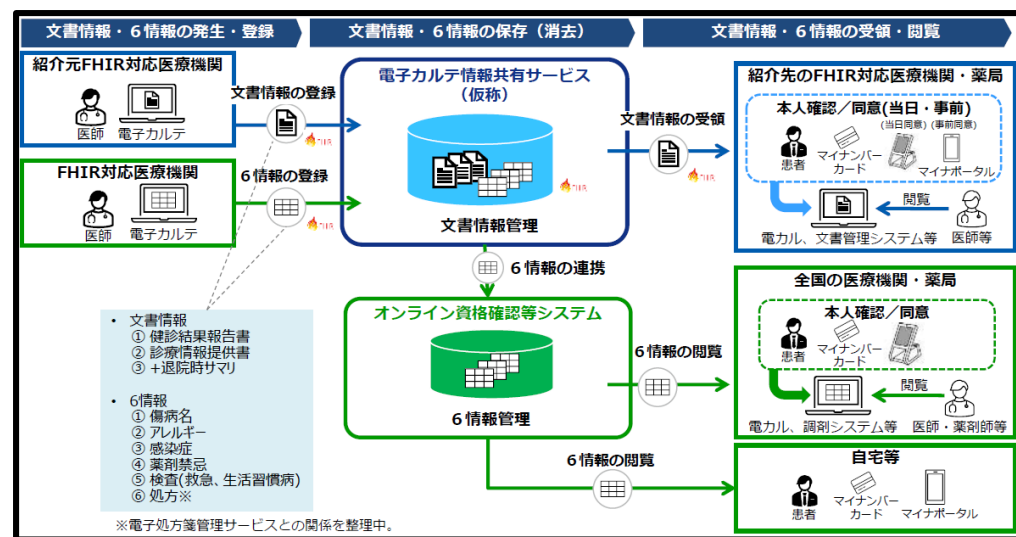 文書情報・６情報の発生・登録
文書情報・６情報の保存（消去）
文書情報・６情報の受領・閲覧
紹介元FHIR対応医療機関
医師
電子カルテ
文書情報の登録
FHIR
FHIR対応医療機関
医師
電子カルテ
６情報の登録
FHIR
電子カルテ情報共有サービス
（仮称）
FHIR
文書情報管理
文書情報の受領
FHIR
紹介先のFHIR対応医療機関・薬局
本人確認／同意(当日・事前)
(当日同意) (事前同意)
患者
マイナンバー
カード
マイナポータル
閲覧
電カル、文書管理システム等
医師等
６情報の連携
オンライン資格確認等システム
６情報管理
６情報の閲覧
全国の医療機関・薬局
本人確認／同意
患者
マイナンバー
カード
閲覧
電カル、調剤システム等
医師・薬剤師等
６情報の閲覧
自宅等
患者
マイナンバー
カード
マイナポータル
• 文書情報
① 健診結果報告書
② 診療情報提供書
③ +退院時サマリ
• 6情報
① 傷病名
② アレルギー
③ 感染症
④ 薬剤禁忌
⑤ 検査(救急、生活習慣病)
⑥ 処方※
※電子処方箋管理サービスとの関係を整理中。